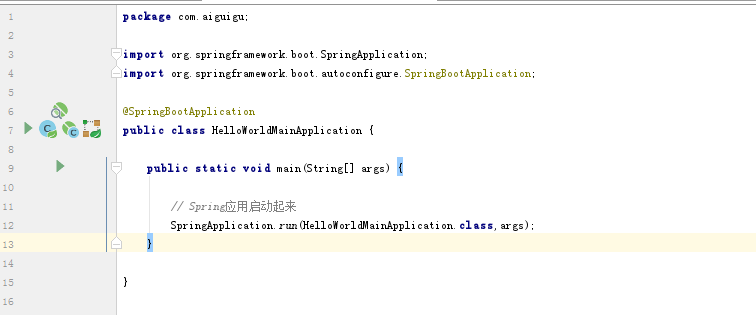 1 package com.aiguigu;
2
3 import org.springframework.boot.SpringApplication;
4 import org.springframework.boot.autoconfigure.SpringBootApplication;
5
6 @SpringBootApplication
7 public class HelloWorldMainApplication {
8
9 public static void main(String[] args) {
10
11 // Spring应用启动起来
12 SpringApplication.run(HelloWorldMainApplication.class,args);
13 }
14
15 }
16